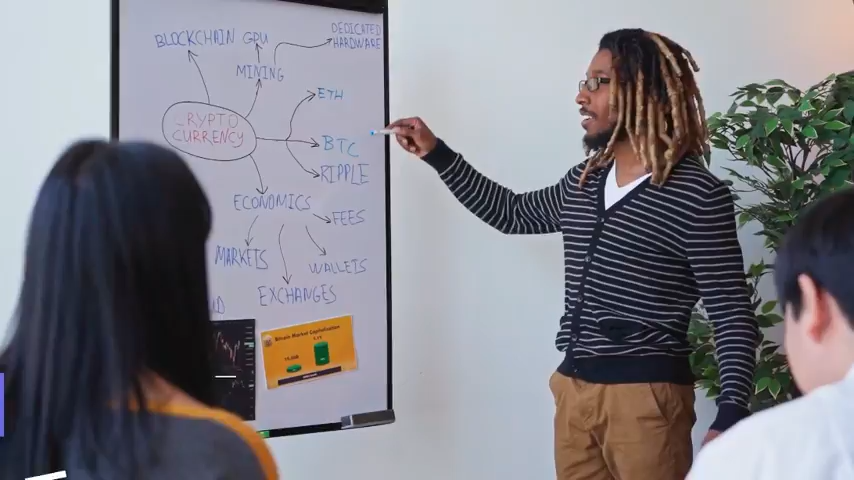 BLOCKCHAIN GPU
DEDICATED
HARDWARE
MINING
ETH
CRYPTO
CURRENCY
BTC
RIPPLE
ECONOMICS
FEES
MARKETS
WALLETS
EXCHANGES
Bitcoin Market Capitalization